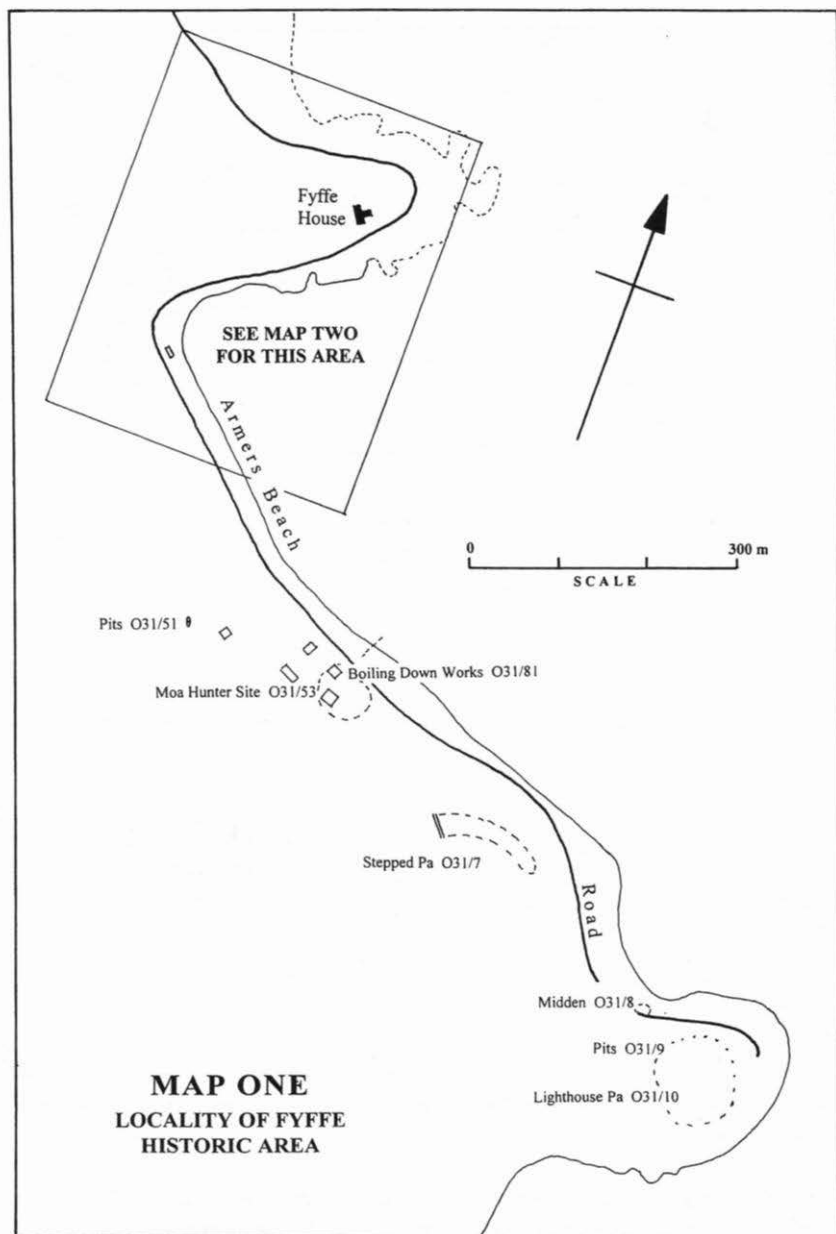 Fyffe
House
SEE MAP TWO
FOR THIS AREA
Armers Beach
0 300 m
SCALE
Pits O31/51
Boiling Down Works O31/81
Moa Hunter Site O31/53
Stepped Pa O31/7
Road
Midden O31/8
Pits O31/9
Lighthouse Pa O31/10
MAP ONE
LOCALITY OF FYFFE
HISTORIC AREA